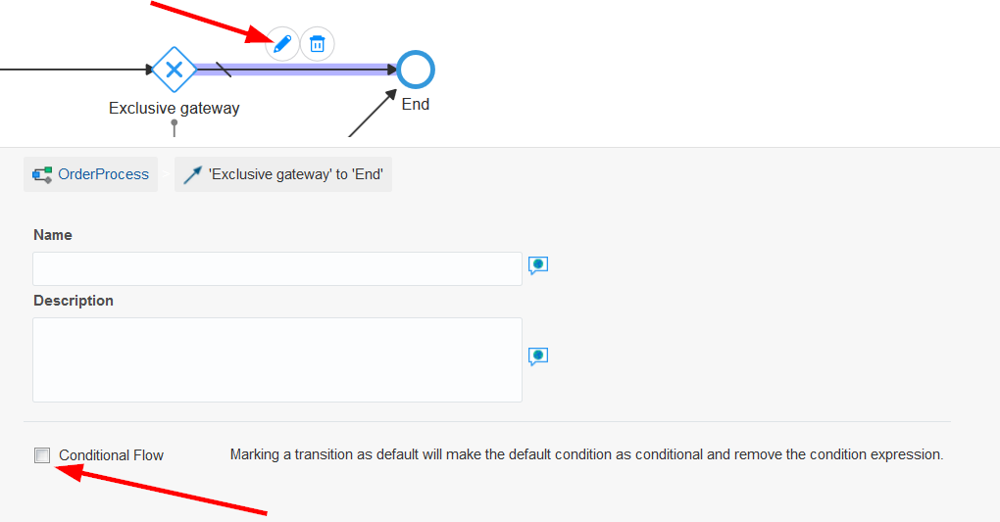 Exclusive gateway
End
OrderProcess
'Exclusive gateway' to 'End'
Name
Description
Conditional Flow
Marking a transition as default will make the default condition as conditional and remove the condition expression.